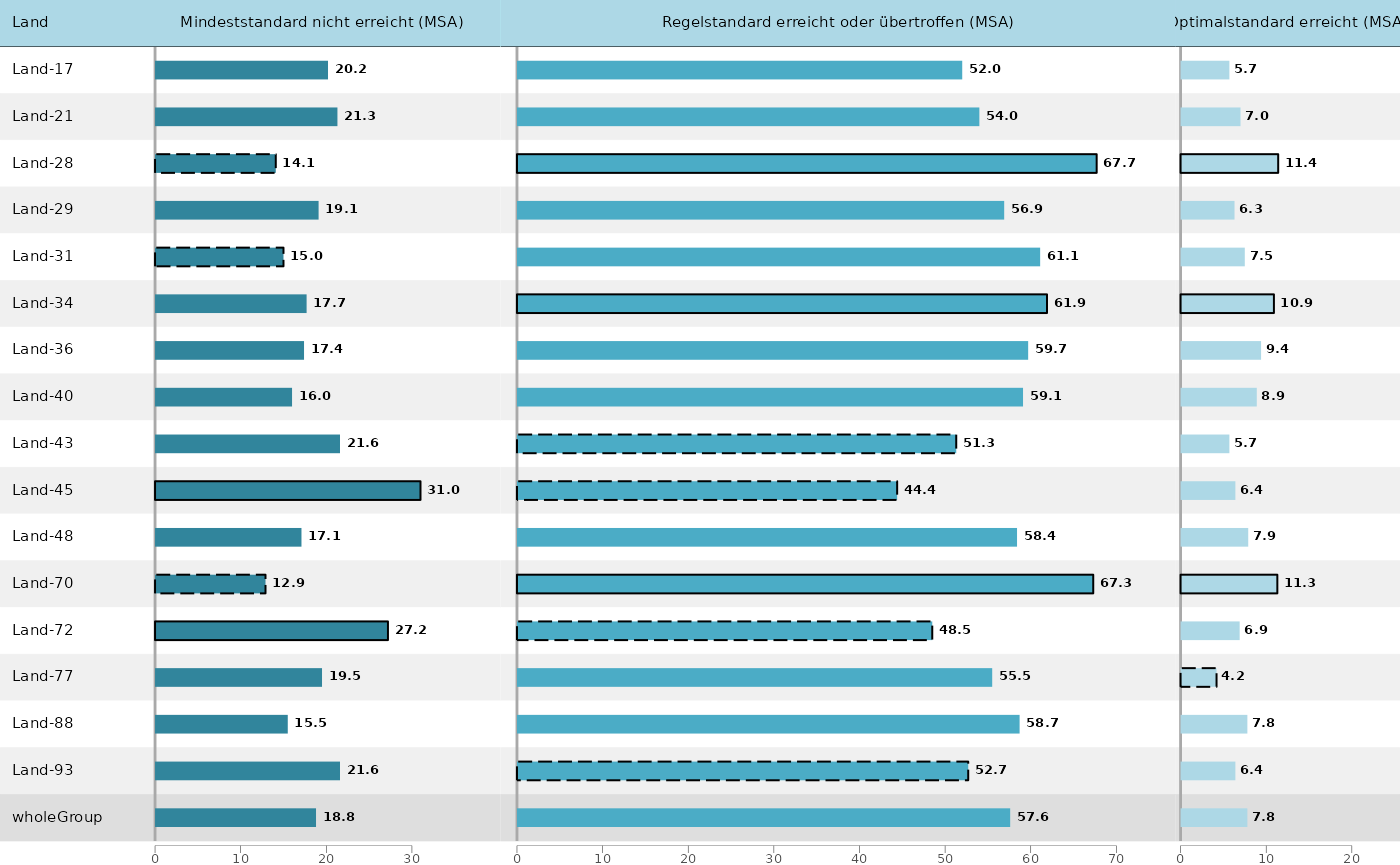 Land Mindeststandard nicht erreicht (MSA) Regelstandard erreicht oder übertroffen (MSA) Optimalstandard erreicht (MSA
Land-17 20.2 52.0 5.7
Land-21 21.3 54.0 7.0
Land-28 14.1 67.7 11.4
Land-29 19.1 56.9 6.3
Land-31 15.0 61.1 7.5
Land-34 17.7 61.9 10.9
Land-36 17.4 59.7 9.4
Land-40 16.0 59.1 8.9
Land-43 21.6 51.3 5.7
Land-45 31.0 44.4 6.4
Land-48 17.1 58.4 7.9
Land-70 12.9 67.3 11.3
Land-72 27.2 48.5 6.9
Land-77 19.5 55.5 4.2
Land-88 15.5 58.7 7.8
Land-93 21.6 52.7 6.4
wholeGroup 18.8 57.6 7.8
0 10 20 30 0 10 20 30 40 50 60 70 0 10 20